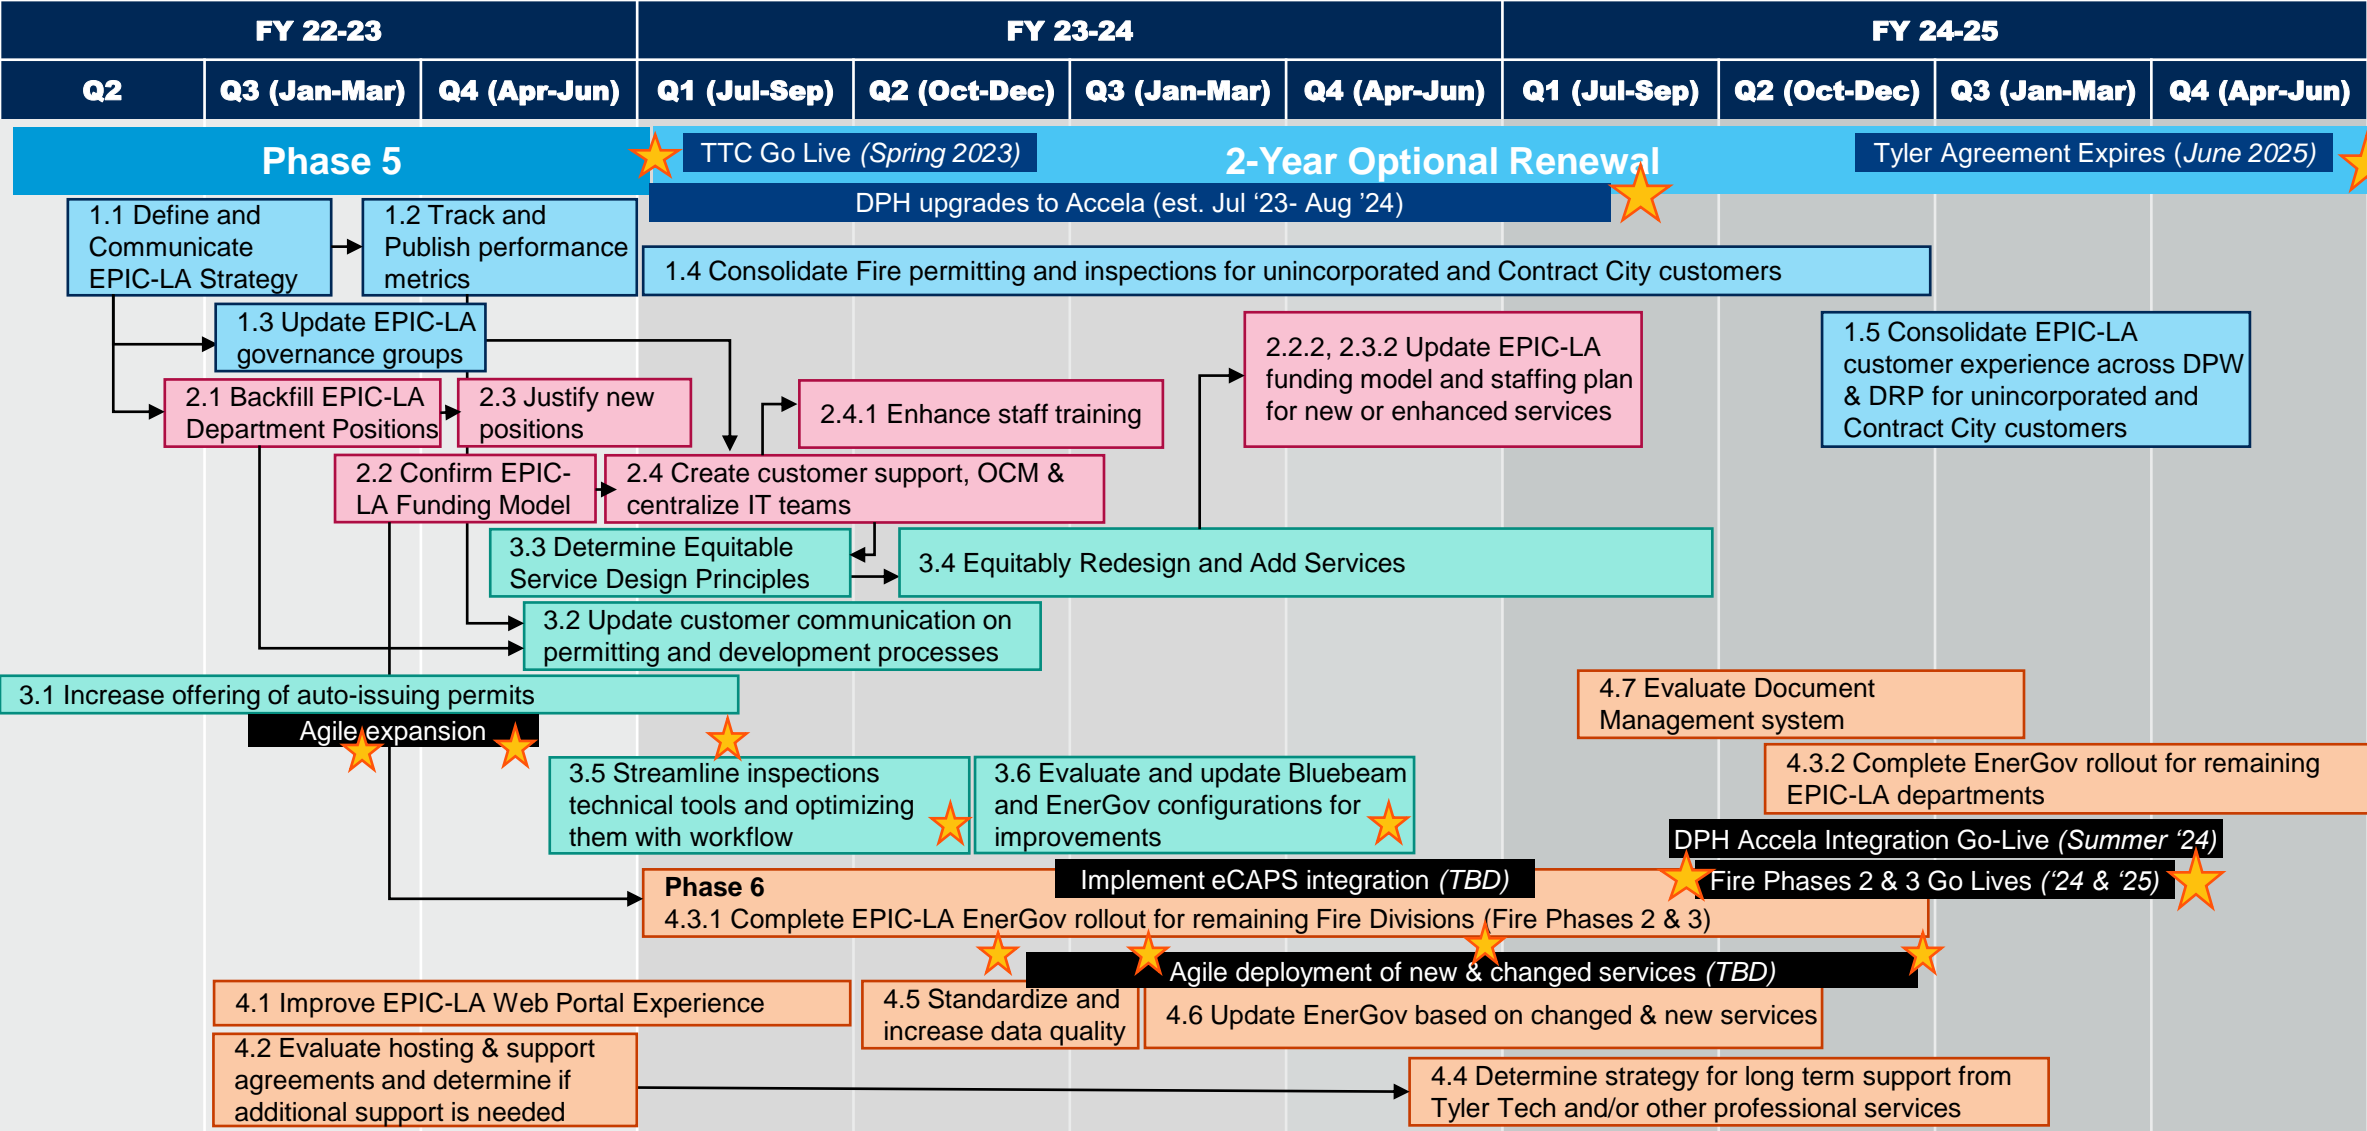 FY 22-23
FY 23-24
FY 24-25
Q2
Q3 (Jan-Mar)
Q4 (Apr-Jun)
Q1 (Jul-Sep)
Q2 (Oct-Dec)
Q3 (Jan-Mar)
Q4 (Apr-Jun)
Q1 (Jul-Sep)
Q2 (Oct-Dec)
Q3 (Jan-Mar)
Q4 (Apr-Jun)
Phase 5
TTC Go Live (Spring 2023)
2-Year Optional Renewal
Tyler Agreement Expires (June 2025)
DPH upgrades to Accela (est. Jul ‘23- Aug ’24)
1.1 Define and
Communicate
EPIC-LA Strategy
1.2 Track and
Publish performance
metrics
1.4 Consolidate Fire permitting and inspections for unincorporated and Contract City customers
1.3 Update EPIC-LA
governance groups
2.2.2, 2.3.2 Update EPIC-LA
funding model and staffing plan
for new or enhanced services
1.5 Consolidate EPIC-LA
customer experience across DPW
& DRP for unincorporated and
Contract City customers
2.1 Backfill EPIC-LA
Department Positions
2.3 Justify new
positions
2.4.1 Enhance staff training
2.2 Confirm EPIC-
LA Funding Model
2.4 Create customer support, OCM &
centralize IT teams
3.3 Determine Equitable
Service Design Principles
3.4 Equitably Redesign and Add Services
3.2 Update customer communication on
permitting and development processes
3.1 Increase offering of auto-issuing permits
Agile expansion
4.7 Evaluate Document
Management system
3.5 Streamline inspections
technical tools and optimizing
them with workflow
3.6 Evaluate and update Bluebeam
and EnerGov configurations for
improvements
4.3.2 Complete EnerGov rollout for remaining
EPIC-LA departments
DPH Accela Integration Go-Live (Summer ‘24)
Phase 6
Implement eCAPS integration (TBD)
Fire Phases 2 & 3 Go Lives (‘24 & ‘25)
4.3.1 Complete EPIC-LA EnerGov rollout for remaining Fire Divisions (Fire Phases 2 & 3)
Agile deployment of new & changed services (TBD)
4.1 Improve EPIC-LA Web Portal Experience
4.5 Standardize and
increase data quality
4.6 Update EnerGov based on changed & new services
4.2 Evaluate hosting & support
agreements and determine if
additional support is needed
4.4 Determine strategy for long term support from
Tyler Tech and/or other professional services